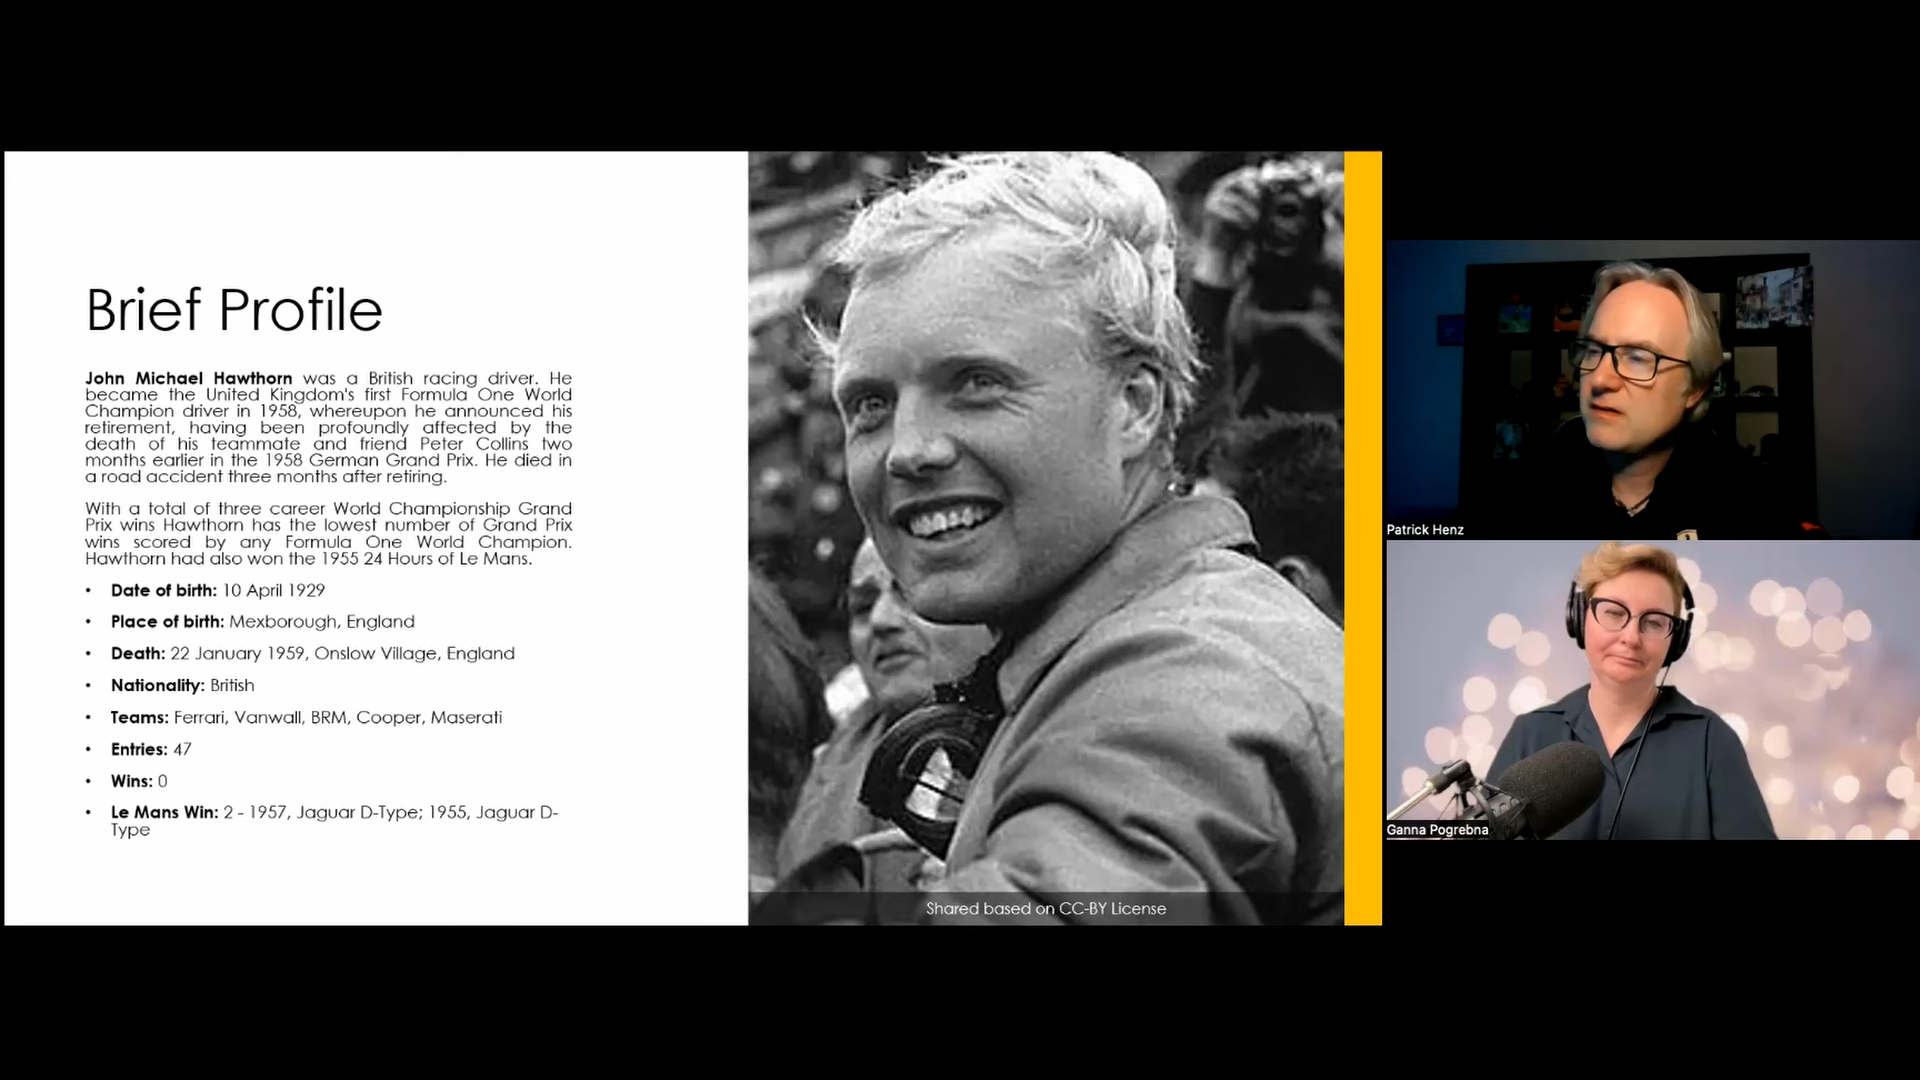 Brief Profile
John Michael Hawthorn was a British racing driver. He
became the United Kingdom's first Formula One World
Champion driver in 1958, whereupon he announced his
retirement, having been profoundly affected by the
death of his teammate and friend Peter Collins two
months earlier in the 1958 German Grand Prix. He died in
a road accident three months after retiring.
With a total of three career World Championship Grand
Prix wins Hawthorn has the lowest number of Grand Prix
wins scored by any Formula One World Champion.
Hawthorn had also won the 1955 24 Hours of Le Mans.
• Date of birth: 10 April 1929
• Place of birth: Mexborough, England
• Death: 22 January 1959, Onslow Village, England
• Nationality: British
• Teams: Ferrari, Vanwall, BRM, Cooper, Maserati
• Entries: 47
• Wins: 0
• Le Mans Win: 2 - 1957, Jaguar D-Type; 1955, Jaguar D-
Type
Shared based on CC-BY License
Patrick Henz
Ganna Pogrebna